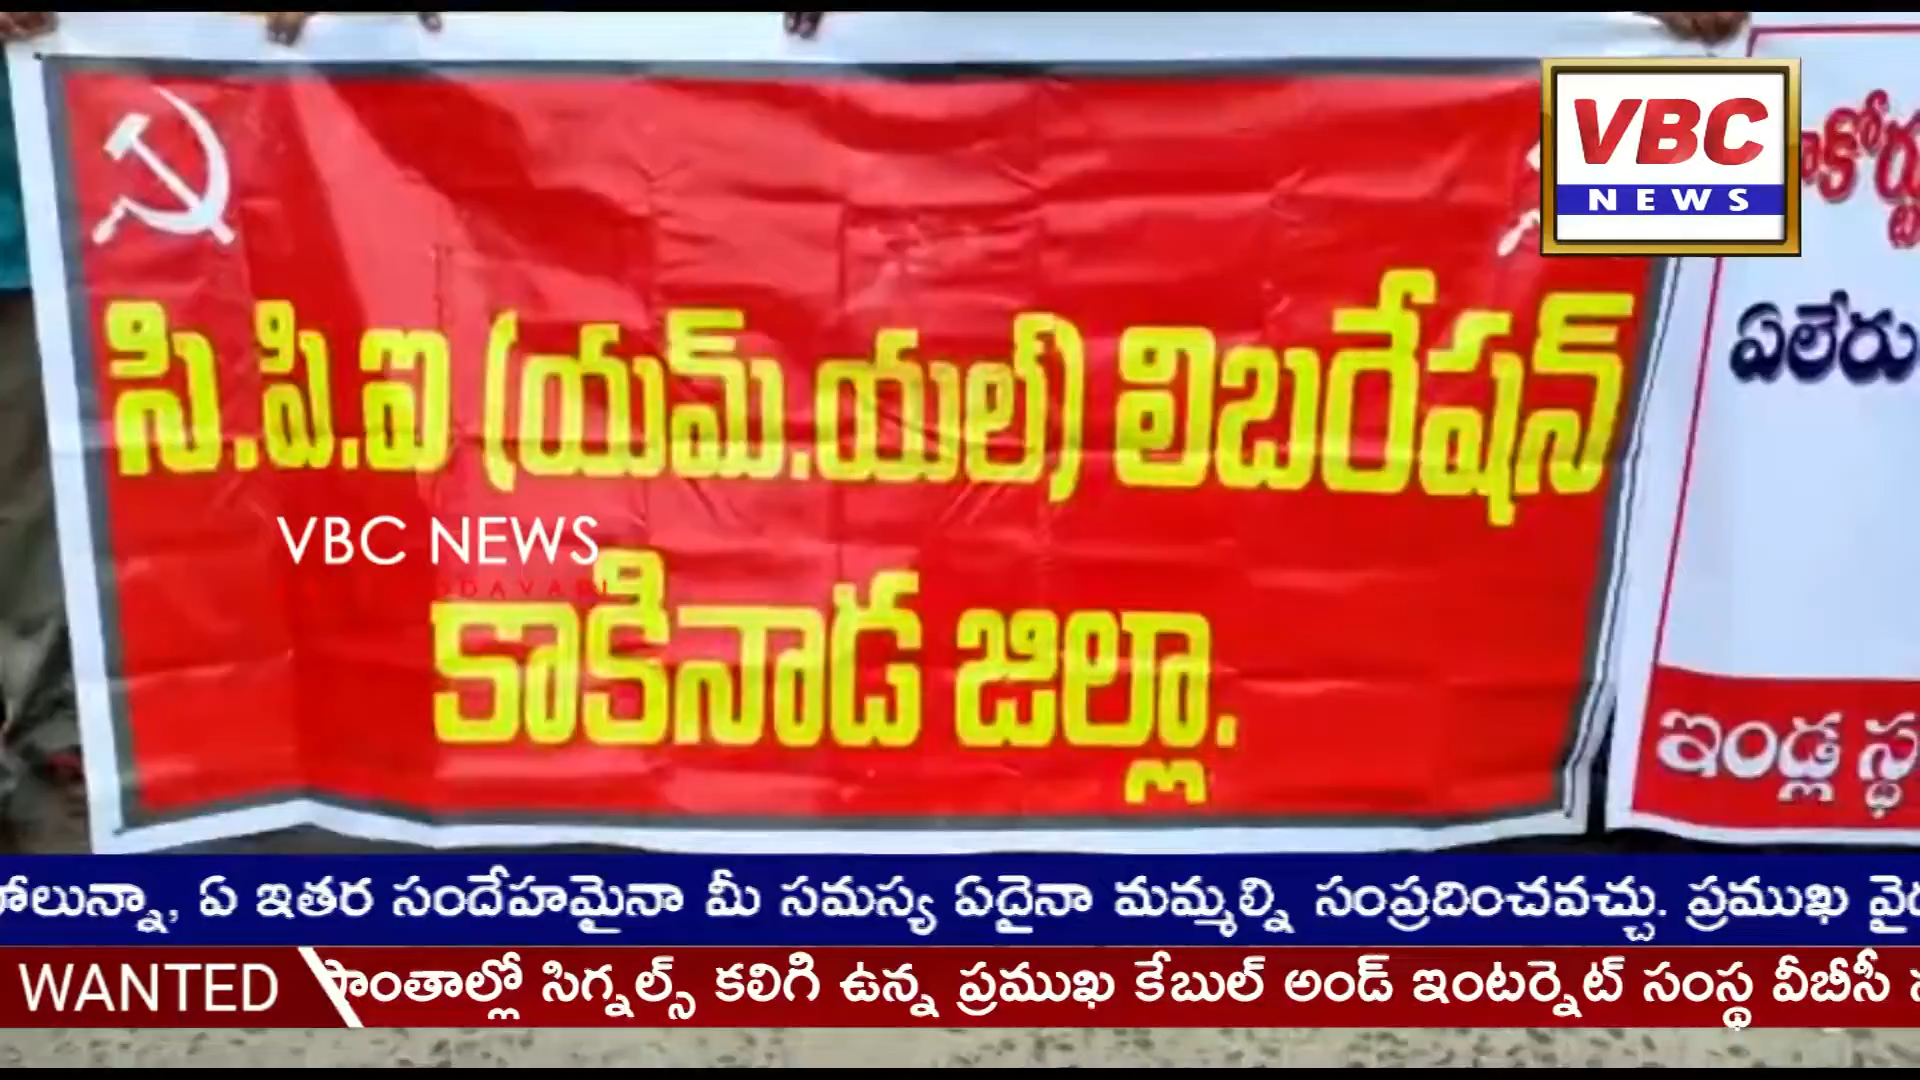 VBC
NEWS
సి.పి.ఐ (యమ్.యల్) లిబరేషన్
ఏలేరు
VBC NEWS
కాకినాడ జిల్లా.
ఇండ్ల
ఏ ఇతర సందేహమైనా మీ సమస్య ఏదైనా మమ్మల్ని సంప్రదించవచ్చు. ప్రముఖ
WANTED
సిగ్నల్స్ కలిగి ఉన్న ప్రముఖ కేబుల్ అండ్ ఇంటర్నెట్ సంస్థ వీబీసీ